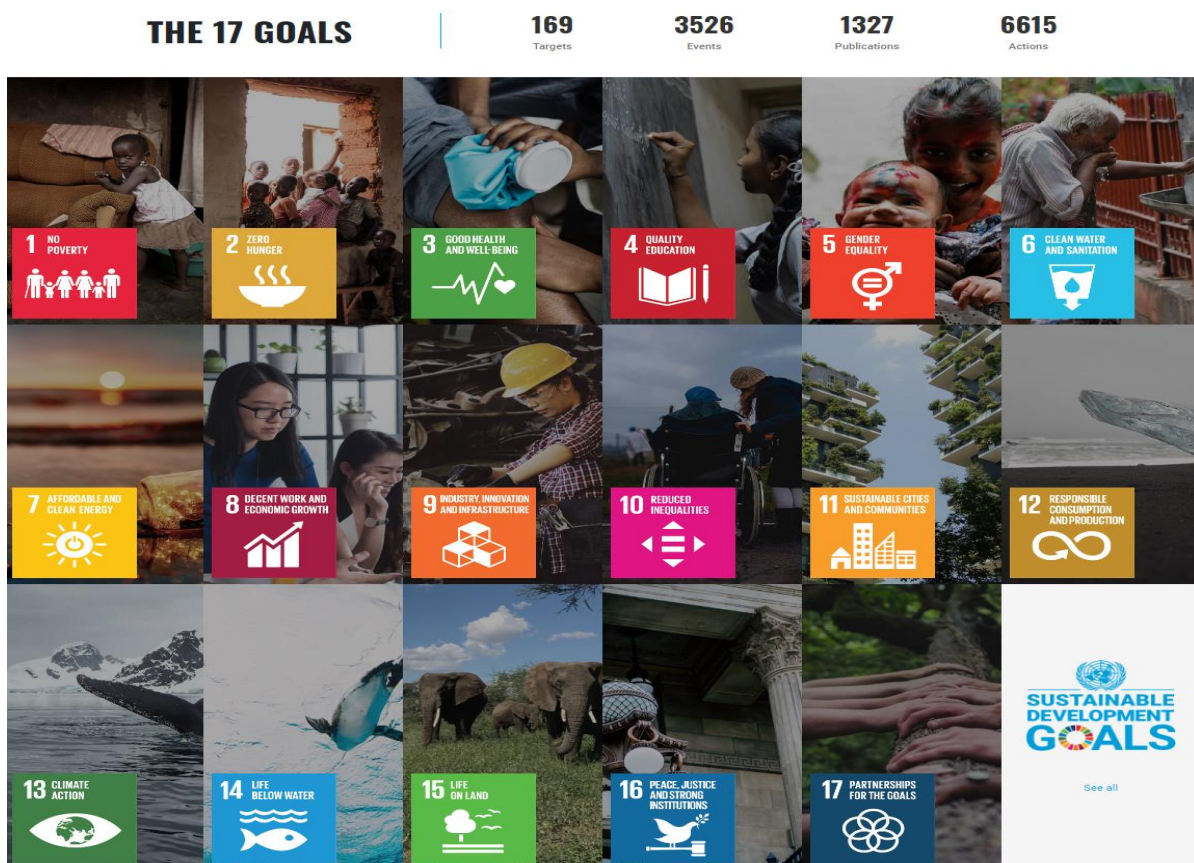 THE 17 GOALS
169
Targets
3526
Events
1327
Publications
6615
Actions
1 NO
POVERTY
2 ZERO
HUNGER
3 GOOD HEALTH
AND WELL-BEING
4 QUALITY
EDUCATION
5 GENDER
EQUALITY
6 CLEAN WATER
AND SANITATION
7 AFFORDABLE AND
CLEAN ENERGY
8 DECENT WORK AND
ECONOMIC GROWTH
9 INDUSTRY, INNOVATION
AND INFRASTRUCTURE
10 REDUCED
INEQUALITIES
11 SUSTAINABLE CITIES
AND COMMUNITIES
12 RESPONSIBLE
CONSUMPTION
AND PRODUCTION
13 CLIMATE
ACTION
14 LIFE
BELOW WATER
15 LIFE
ON LAND
16 PEACE, JUSTICE
AND STRONG
INSTITUTIONS
17 PARTNERSHIPS
FOR THE GOALS
SUSTAINABLE
DEVELOPMENT
GOALS
See all